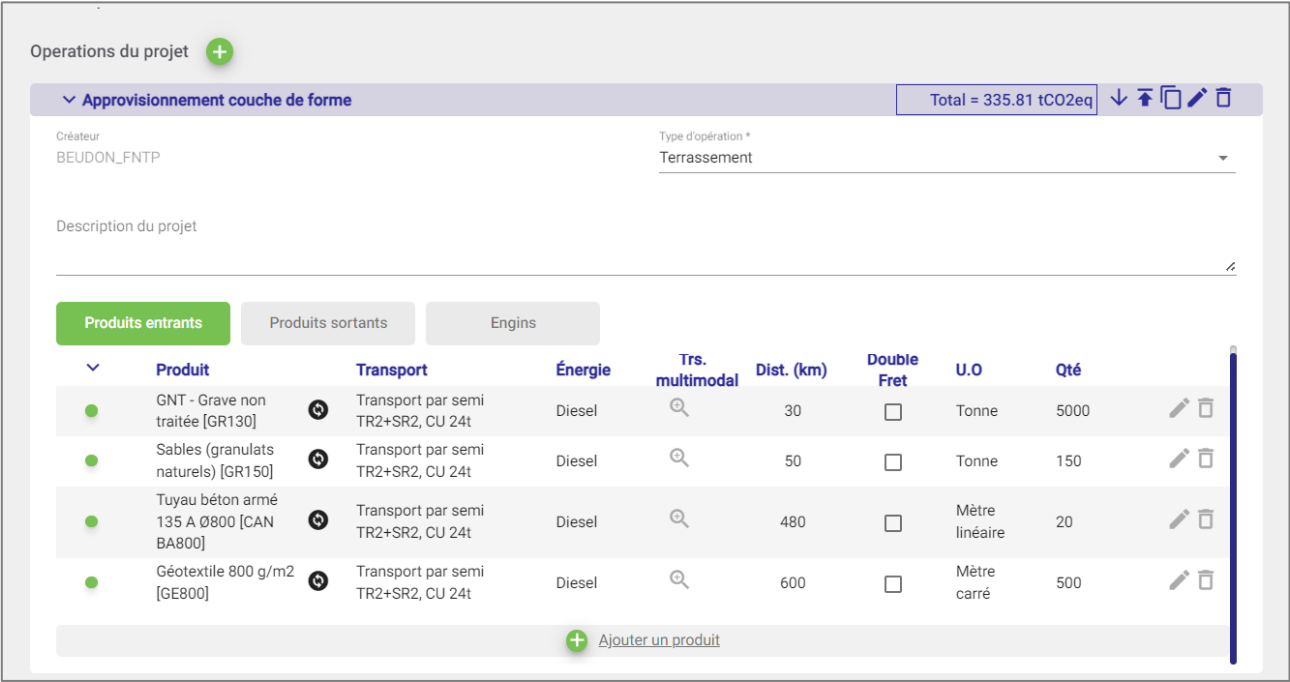 Operations du projet
Approvisionnement couche de forme
Total = 335.81 tCO2eq
Créateur
BEUDON_FNTP
Type d'opération *
Terrassement
Description du projet
Produits entrants
Produits sortants
Engins
Produit
Transport
Énergie
Trs.
multimodal
Dist. (km)
Double
Fret
U.O
Qté
GNT - Grave non
traitée [GR130]
Transport par semi
TR2+SR2, CU 24t
Diesel
30
Tonne
5000
Sables (granulats
naturels) [GR150]
Transport par semi
TR2+SR2, CU 24t
Diesel
50
Tonne
150
Tuyau béton armé
135 A Ø800 [CAN
BA800]
Transport par semi
TR2+SR2, CU 24t
Diesel
480
Mètre
linéaire
20
Géotextile 800 g/m2
[GE800]
Transport par semi
TR2+SR2, CU 24t
Diesel
600
Mètre
carré
500
Ajouter un produit